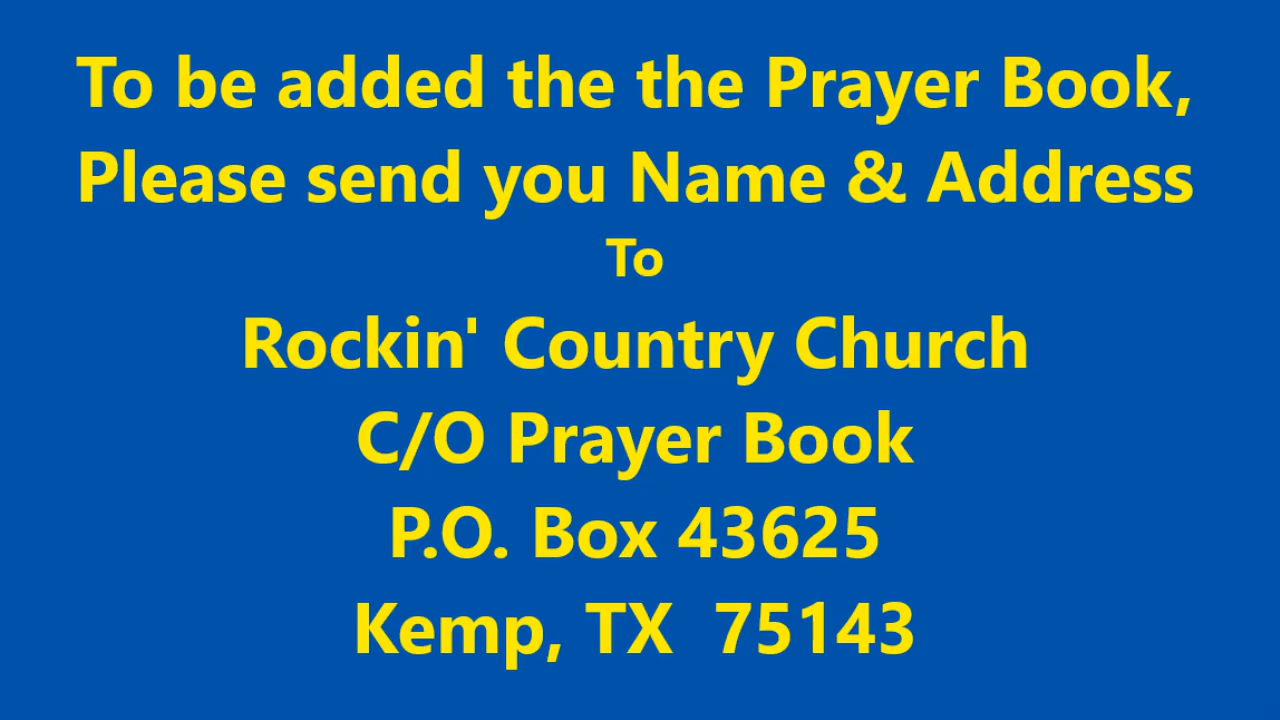 To be added the the Prayer Book,
Please send you Name & Address
To
Rockin' Country Church
C/O Prayer Book
P.O. Box 43625
Kemp, TX  75143